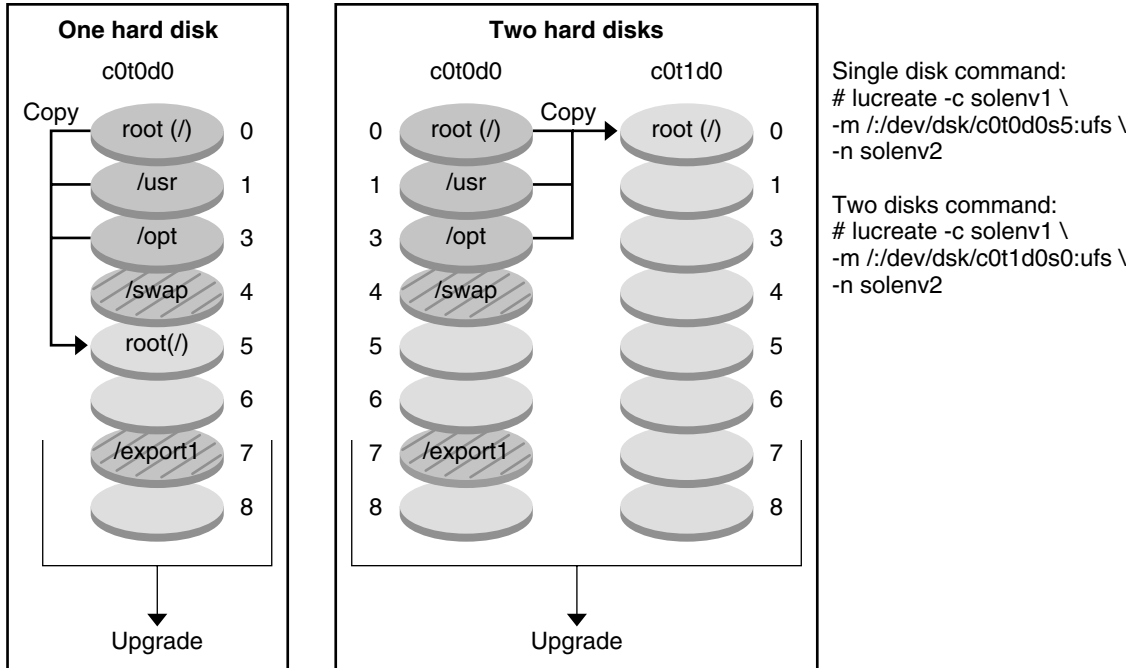 One hard disk
c0t0d0
Copy
root (/) 0
/usr 1
/opt 3
/swap 4
root(/) 5
6
/export1 7
8
Upgrade
Two hard disks
c0t0d0 c0t1d0
Copy
0 root (/) root (/) 0
1 /usr 1
3 /opt 3
4 /swap 4
5 5
6 6
7 /export1 7
8 8
Upgrade
Single disk command:
# lucreate -c solenv1 \
-m /:/dev/dsk/c0t0d0s5:ufs \
-n solenv2
Two disks command:
# lucreate -c solenv1 \
-m /:/dev/dsk/c0t1d0s0:ufs \
-n solenv2